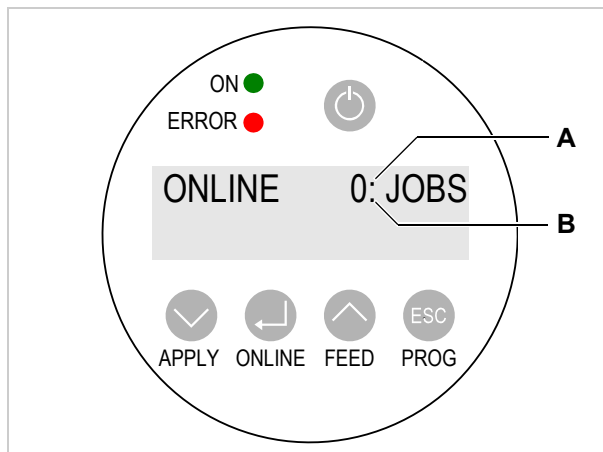 ON
ERROR
A
ONLINE 0: JOBS
B
ESC
APPLY ONLINE FEED PROG